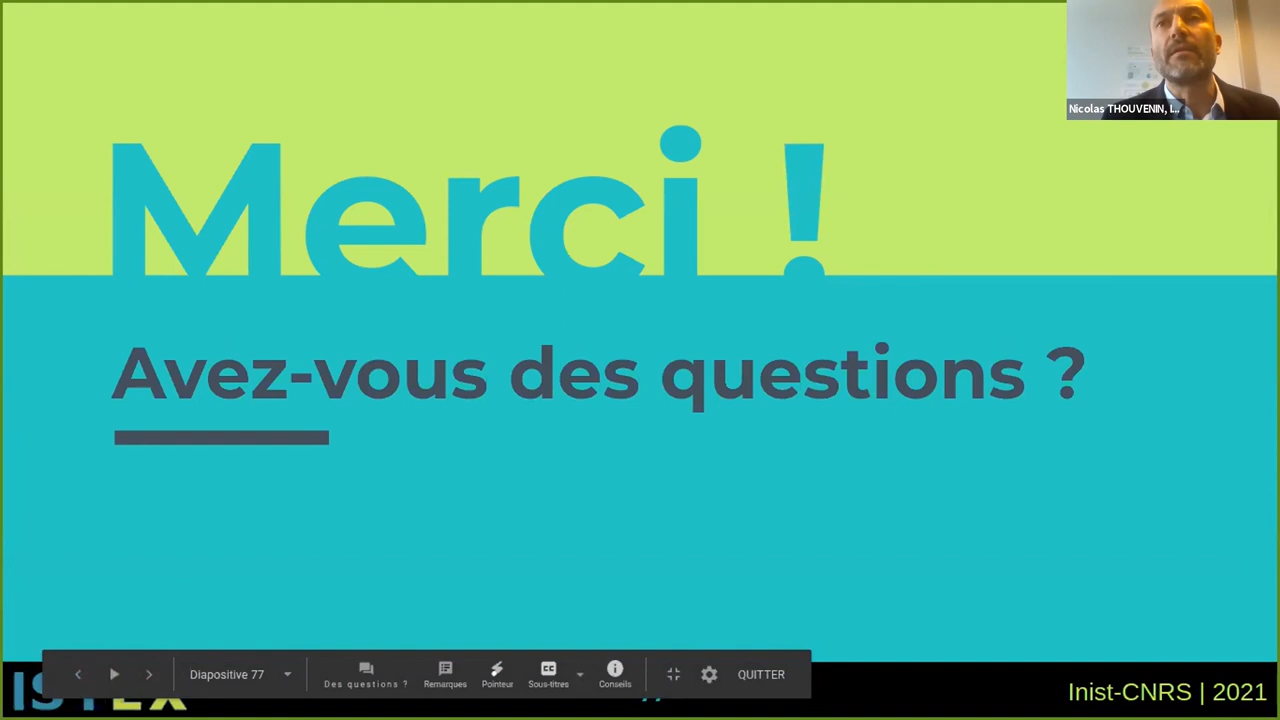 Nicolas THOUVENIN, I...
Merci !
Avez-vous des questions ?
Diapositive 77
Des questions ?
Remarques
Pointeur
Sous-titres
Conseils
QUITTER
ISTEX
Inist-CNRS | 2021